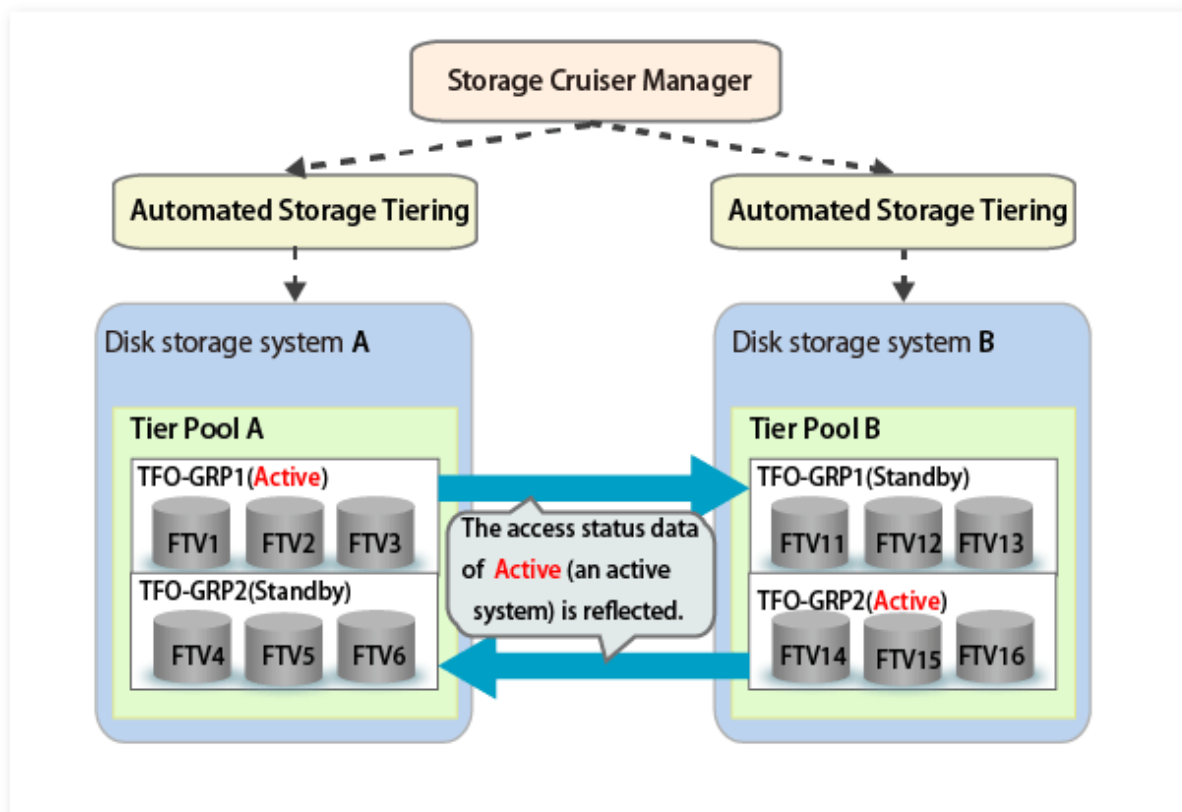 Storage Cruiser Manager
Automated Storage Tiering
Automated Storage Tiering
Disk storage system A
Tier Pool A
TFO-GRP1(Active)
FTV1 FTV2 FTV3
TFO-GRP2(Standby)
FTV4 FTV5 FTV6
The access status data
of Active (an active
system) is reflected.
Disk storage system B
Tier Pool B
TFO-GRP1(Standby)
FTV11 FTV12 FTV13
TFO-GRP2(Active)
FTV14 FTV15 FTV16